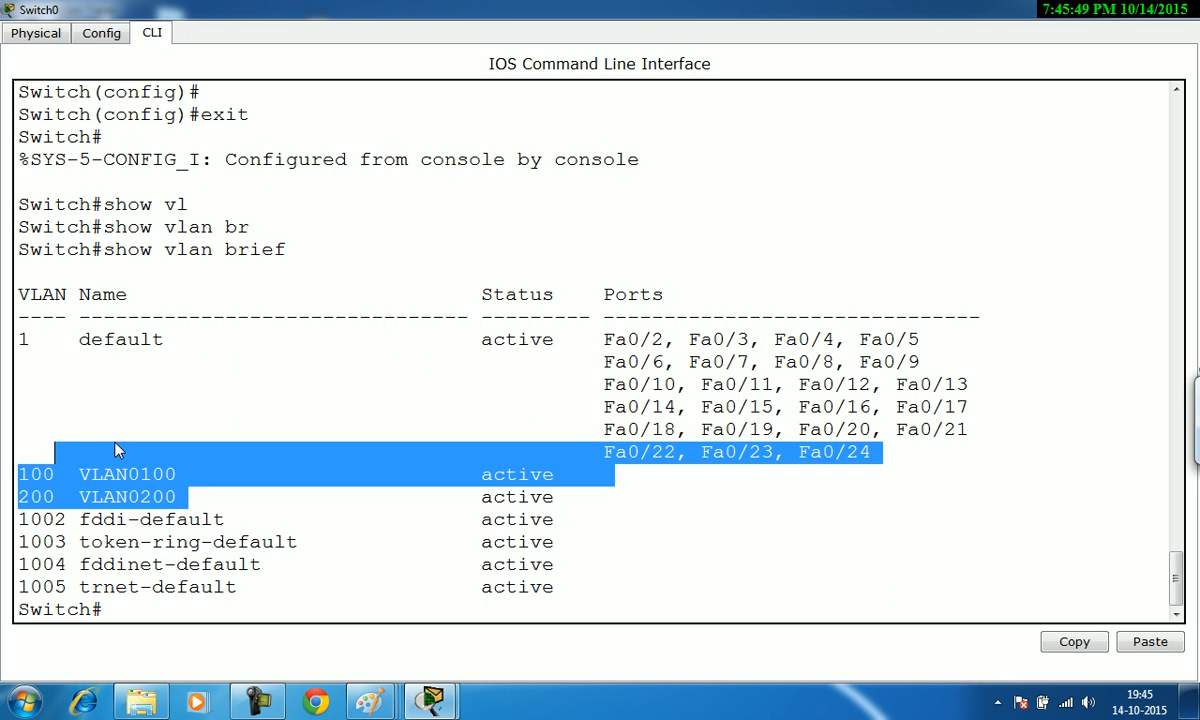 Switch0
7:45:49 PM 10/14/2015
Physical Config CLI
IOS Command Line Interface
Switch(config)#
Switch(config)#exit
Switch#
%SYS-5-CONFIG_I: Configured from console by console
Switch#show vl
Switch#show vlan br
Switch#show vlan brief
VLAN Name Status Ports
---- -------------------------------- --------- -------------------------------
1 default active Fa0/2, Fa0/3, Fa0/4, Fa0/5
Fa0/6, Fa0/7, Fa0/8, Fa0/9
Fa0/10, Fa0/11, Fa0/12, Fa0/13
Fa0/14, Fa0/15, Fa0/16, Fa0/17
Fa0/18, Fa0/19, Fa0/20, Fa0/21
Fa0/22, Fa0/23, Fa0/24
100 VLAN0100 active
200 VLAN0200 active
1002 fddi-default active
1003 token-ring-default active
1004 fddinet-default active
1005 trnet-default active
Switch#
Copy Paste
19:45
14-10-2015